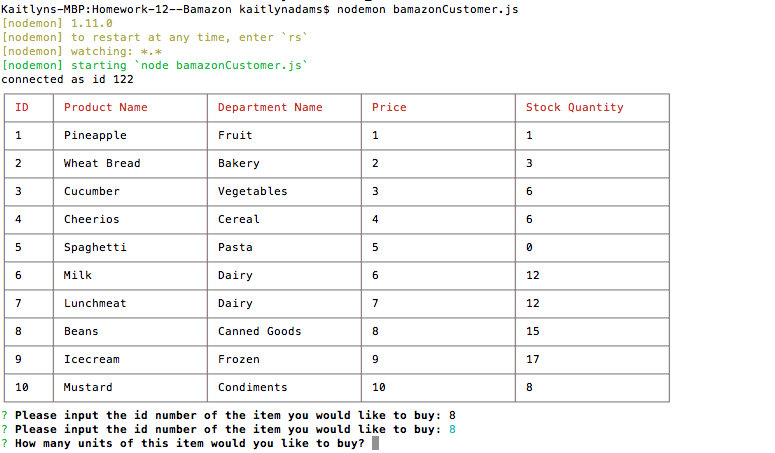 Kaitlyns-MBP:Homework-12--Bamazon kaitlynadams$ nodemon bamazonCustomer.js
[nodemon] 1.11.0
[nodemon] to restart at any time, enter `rs`
[nodemon] watching: *.*
[nodemon] starting `node bamazonCustomer.js`
connected as id 122
ID Product Name Department Name Price Stock Quantity
1 Pineapple Fruit 1 1
2 Wheat Bread Bakery 2 3
3 Cucumber Vegetables 3 6
4 Cheerios Cereal 4 6
5 Spaghetti Pasta 5 0
6 Milk Dairy 6 12
7 Lunchmeat Dairy 7 12
8 Beans Canned Goods 8 15
9 Icecream Frozen 9 17
10 Mustard Condiments 10 8
? Please input the id number of the item you would like to buy: 8
? Please input the id number of the item you would like to buy: 8
? How many units of this item would you like to buy?